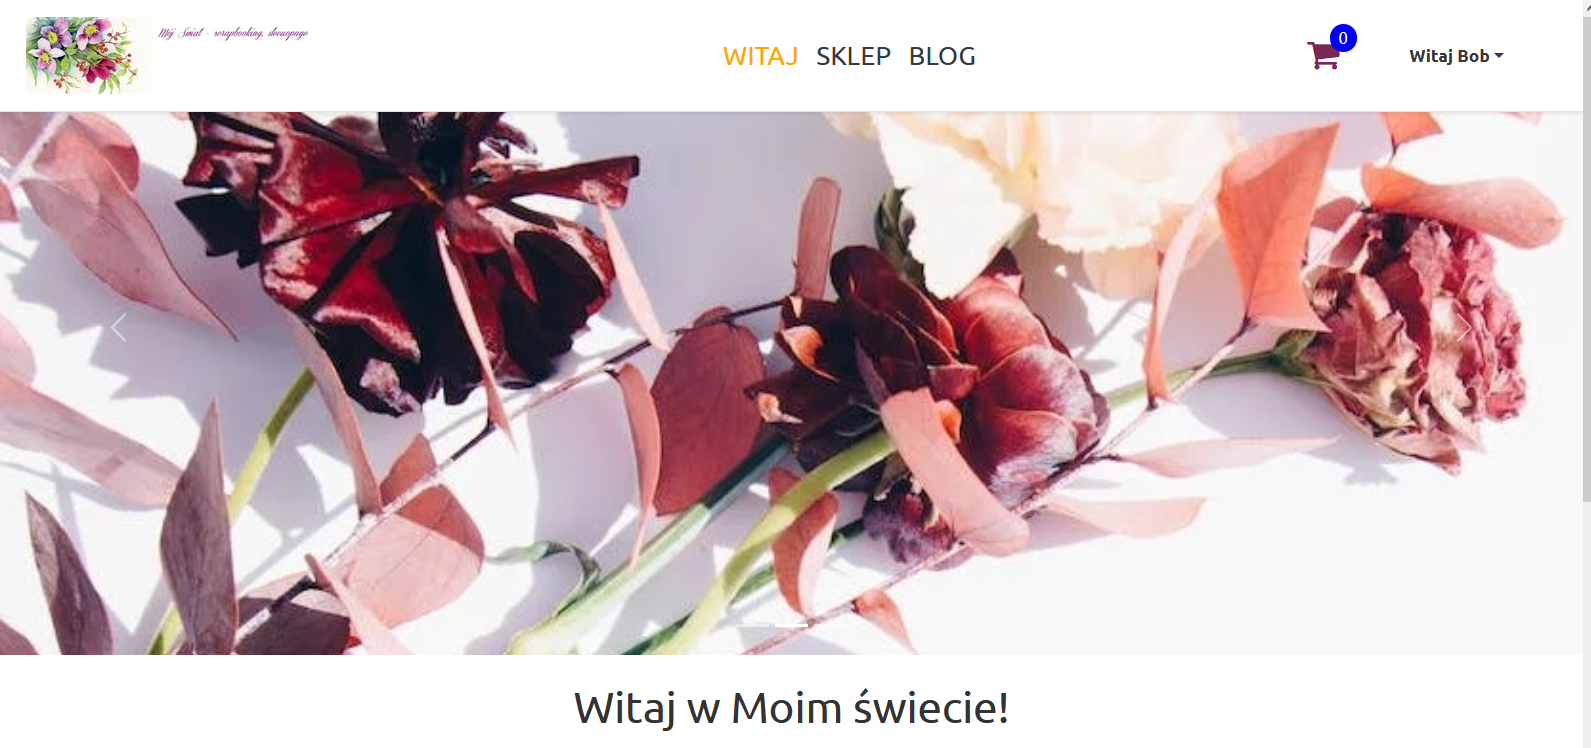 Mój Świat - scrapbooking, decoupage
WITAJ SKLEP BLOG
0
Witaj Bob
Witaj w Moim świecie!